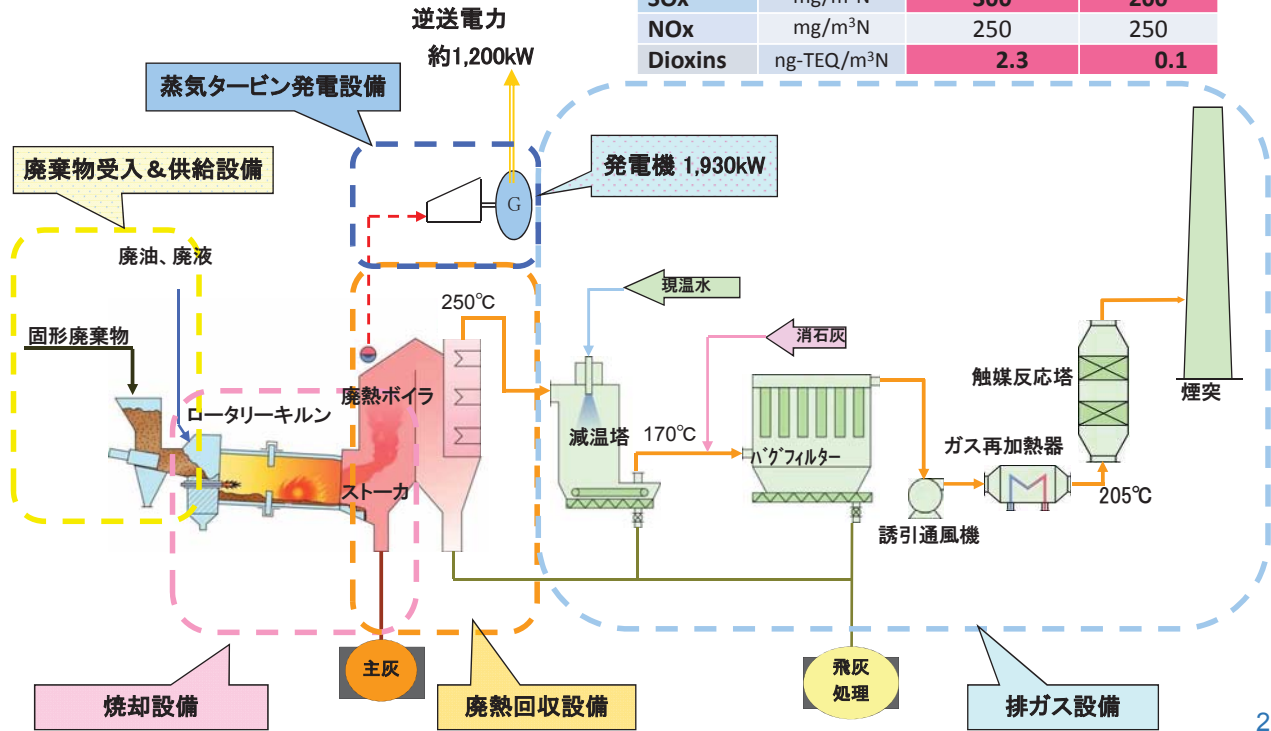 逆送電力
約1,200kW
SOx mg/m³N 300 200
NOx mg/m³N 250 250
Dioxins ng-TEQ/m³N 2.3 0.1
蒸気タービン発電設備
廃棄物受入＆供給設備
発電機 1,930kW
G
廃油、廃液
固形廃棄物
250℃
現温水
消石灰
ロータリーキルン
廃熱ボイラ
ストーカ
減温塔
170℃
バグフィルター
触媒反応塔
煙突
ガス再加熱器
205℃
誘引通風機
主灰
飛灰
処理
焼却設備
廃熱回収設備
排ガス設備
2